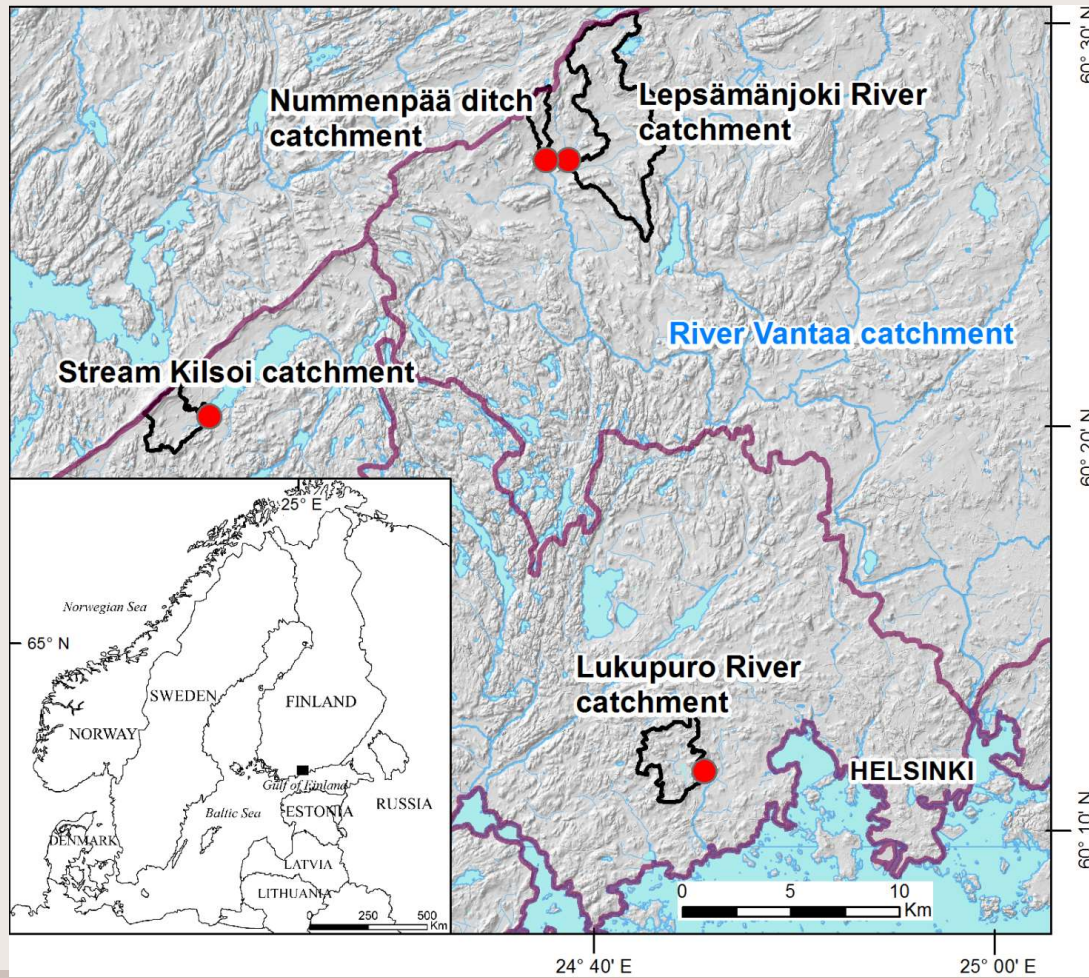 60° 30' N
Nummenpää ditch
catchment
Lepsämänjoki River
catchment
River Vantaa catchment
Stream Kilsoi catchment
60° 20' N
25° E
Norwegian Sea
65° N
SWEDEN
FINLAND
NORWAY
Gulf of Finland
Baltic Sea
ESTONIA
RUSSIA
DENMARK
LATVIA
LITHUANIA
0 250 500
Km
Lukupuro River
catchment
HELSINKI
60° 10' N
0 5 10
Km
24° 40' E
25° 00' E